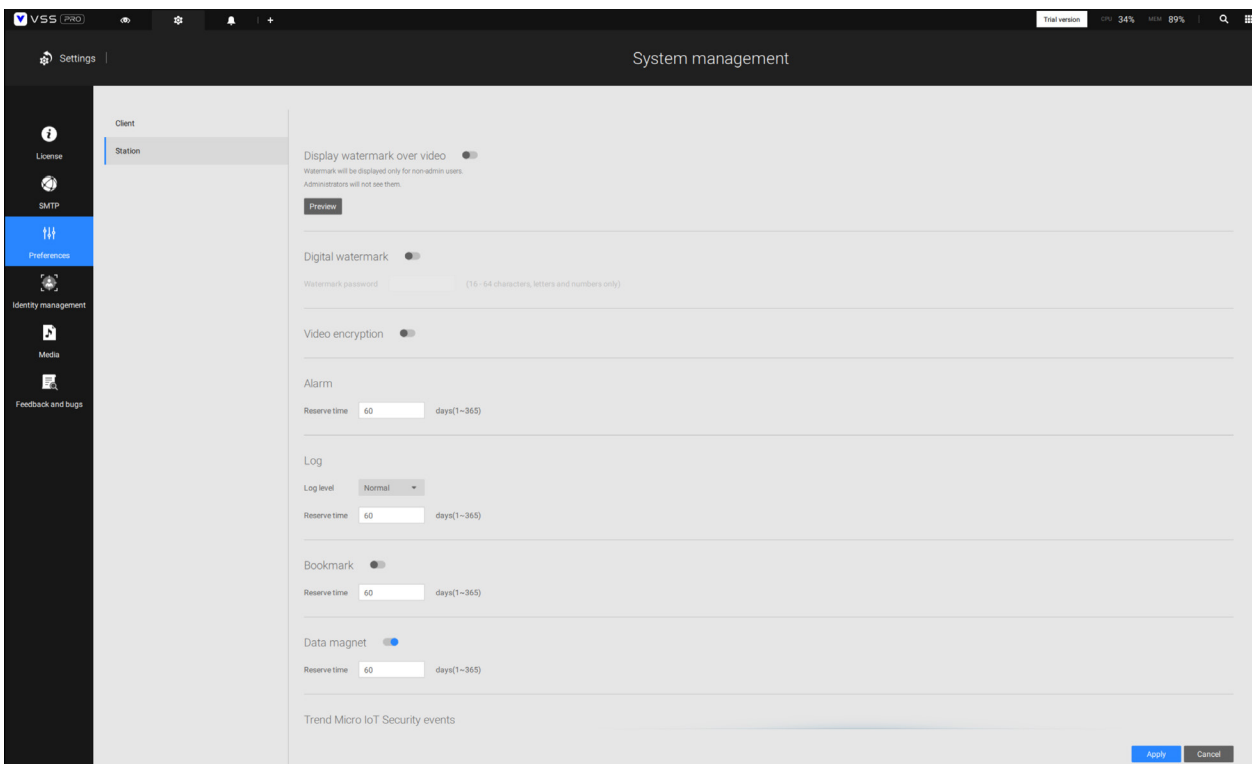 VSS PRO
Trial version
CPU 34%
MEM 89%
Settings
System management
License
SMTP
Preferences
Identity management
Media
Feedback and bugs
Client
Station
Display watermark over video
Watermark will be displayed only for non-admin users.
Administrators will not see them.
Preview
Digital watermark
Watermark password (16 - 64 characters, letters and numbers only)
Video encryption
Alarm
Reserve time 60 days(1~365)
Log
Log level Normal
Reserve time 60 days(1~365)
Bookmark
Reserve time 60 days(1~365)
Data magnet
Reserve time 60 days(1~365)
Trend Micro IoT Security events
Apply Cancel